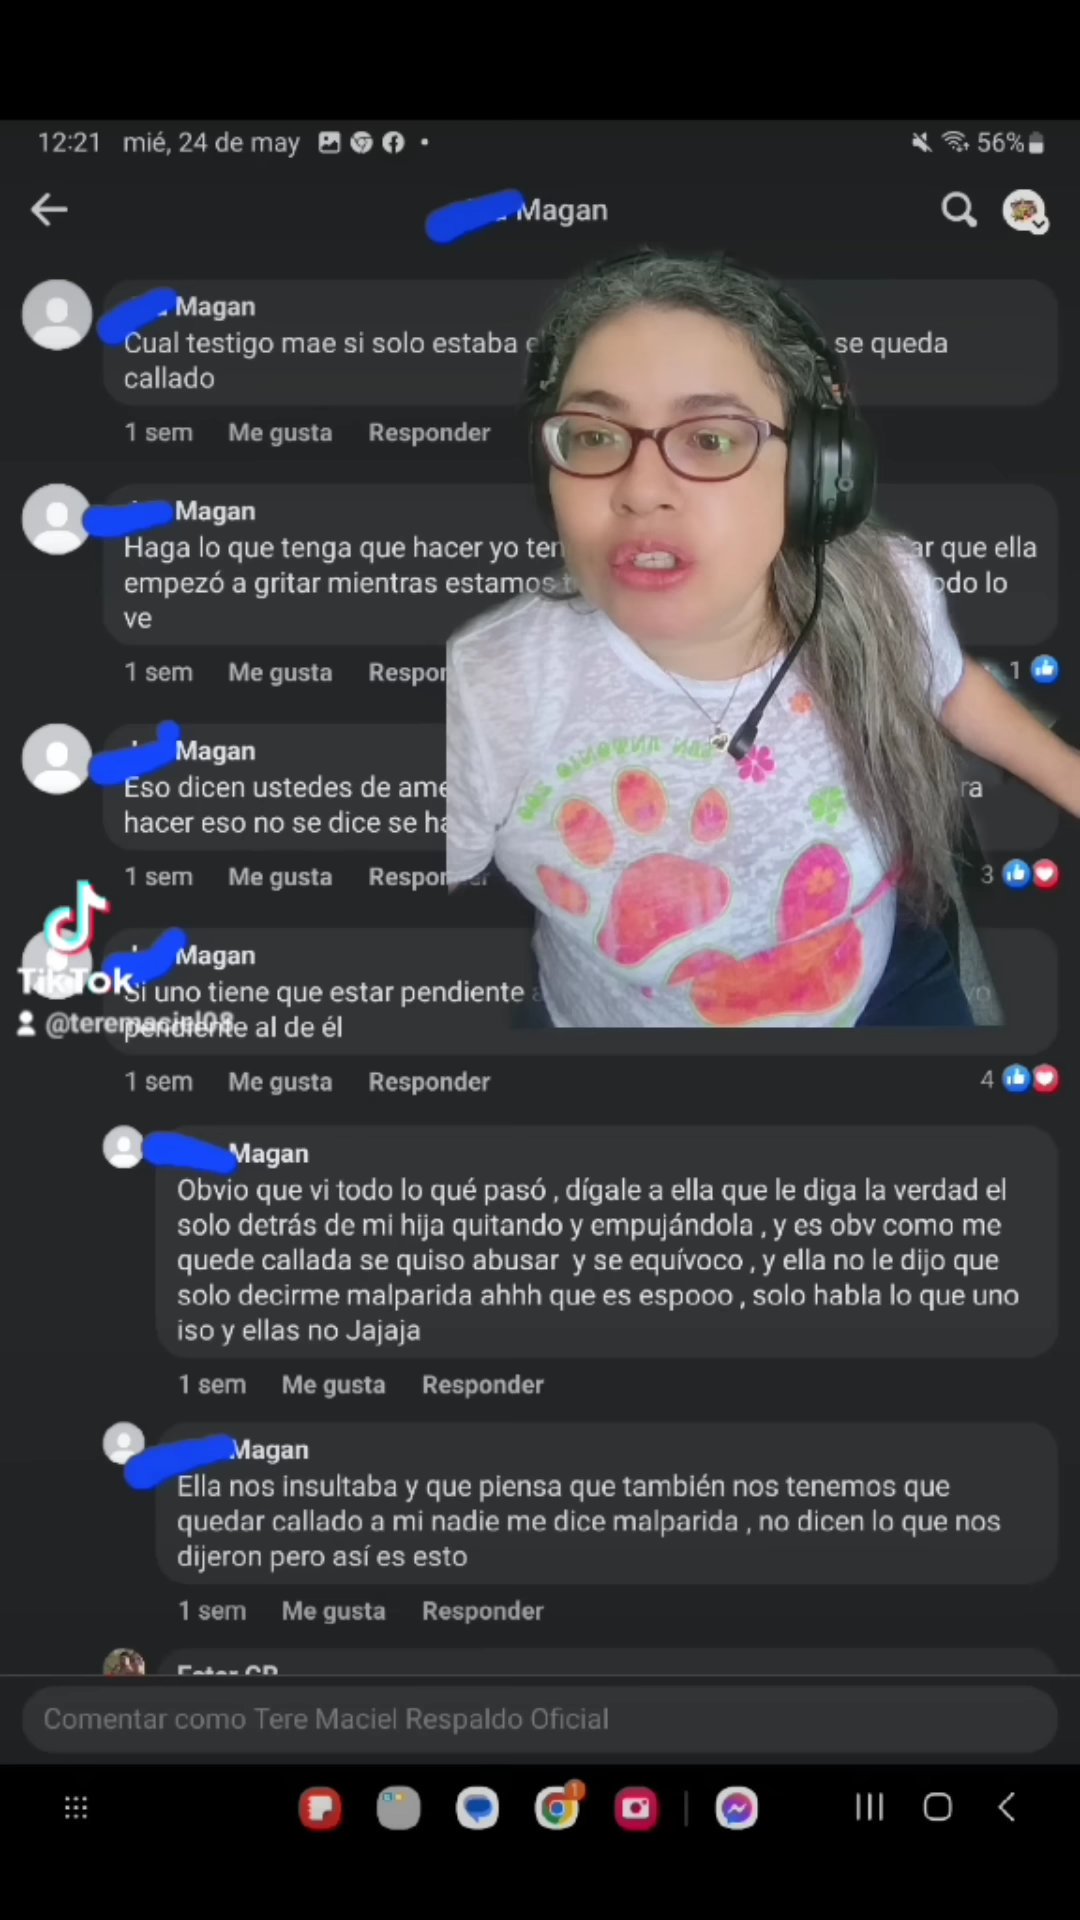 12:21 mié, 24 de may 56%
Magan
Magan
Cual testigo mae si solo estaba se queda
callado
1 sem Me gusta Responder
Magan
Haga lo que tenga que hacer yo que ella
empezó a gritar mientras estamos lo
ve
1 sem Me gusta 1
Magan
Eso dicen ustedes de
hacer eso no se dice se
1 sem Me gusta 3
Magan
Si uno tiene que estar pendiente
pendiente al de él
TikTok
@teremaciel08
1 sem Me gusta Responder 4
Magan
Obvio que vi todo lo qué pasó , dígale a ella que le diga la verdad el
solo detrás de mi hija quitando y empujándola , y es obv como me
quede callada se quiso abusar y se equívoco , y ella no le dijo que
solo decirme malparida ahhh que es espooo , solo habla lo que uno
iso y ellas no Jajaja
1 sem Me gusta Responder
Magan
Ella nos insultaba y que piensa que también nos tenemos que
quedar callado a mi nadie me dice malparida , no dicen lo que nos
dijeron pero así es esto
1 sem Me gusta Responder
Comentar como Tere Maciel Respaldo Oficial